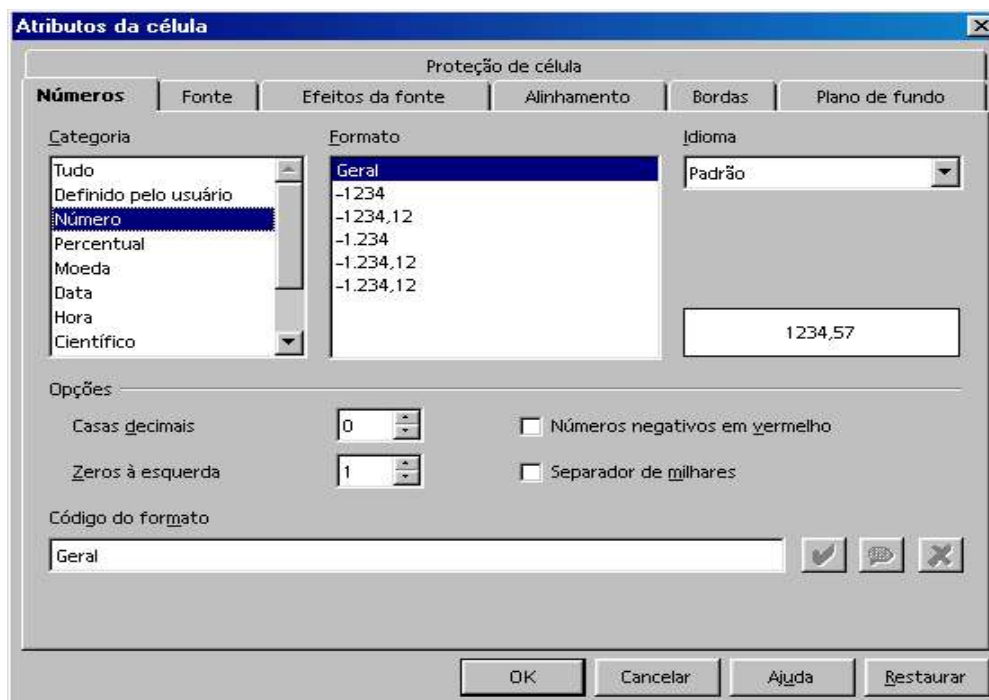 Atributos da célula
Proteção de célula
Números Fonte Efeitos da fonte Alinhamento Bordas Plano de fundo
Categoria
Tudo
Definido pelo usuário
Número
Percentual
Moeda
Data
Hora
Científico
Formato
Geral
-1234
-1234,12
-1.234
-1.234,12
-1.234,12
Idioma
Padrão
1234,57
Opções
Casas decimais 0
Números negativos em vermelho
Zeros à esquerda 1
Separador de milhares
Código do formato
Geral
OK Cancelar Ajuda Restaurar